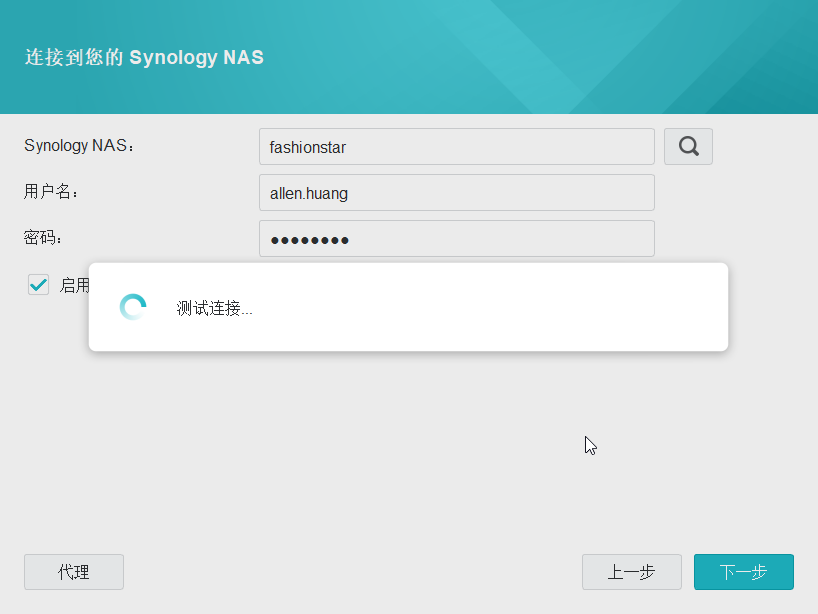 连接到您的 Synology NAS
Synology NAS：
fashionstar
用户名：
allen.huang
密码：
●●●●●●●●
启用
测试连接...
代理
上一步
下一步